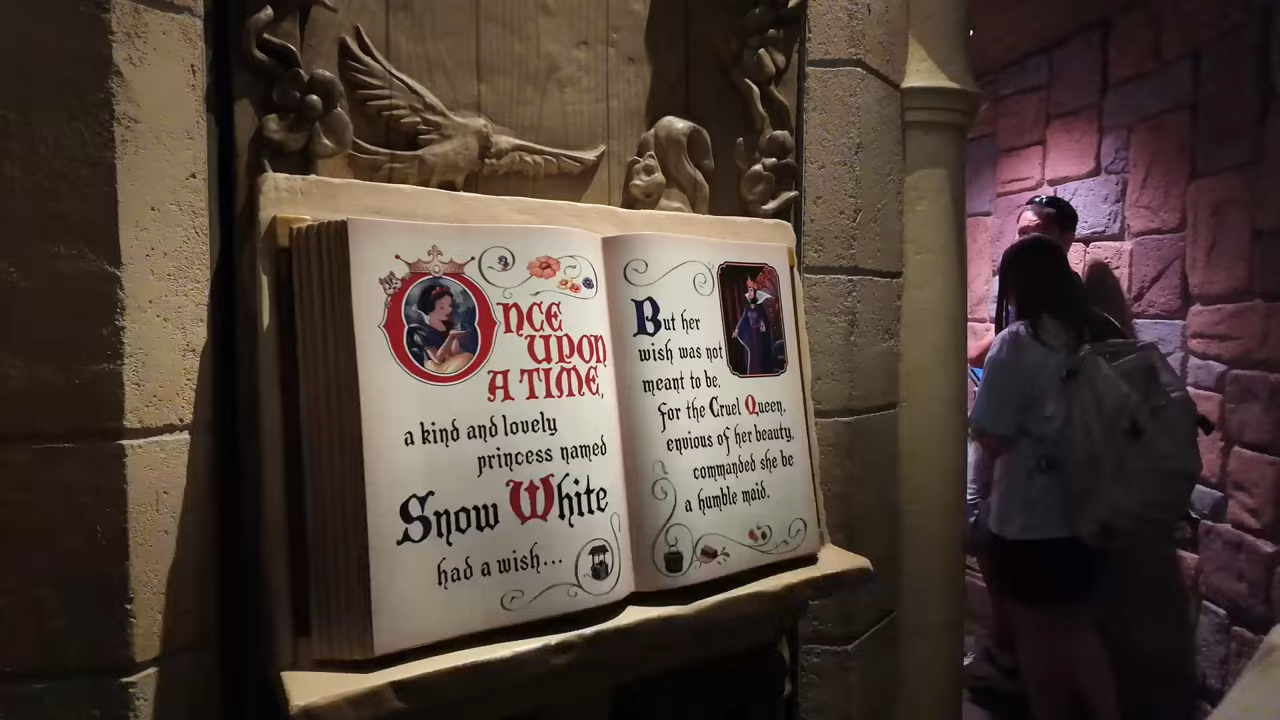 ONCE
UPON
A TIME,
a kind and lovely
princess named
Snow White
had a wish...
But her
wish was not
meant to be,
for the Cruel Queen,
envious of her beauty,
commanded she be
a humble maid.